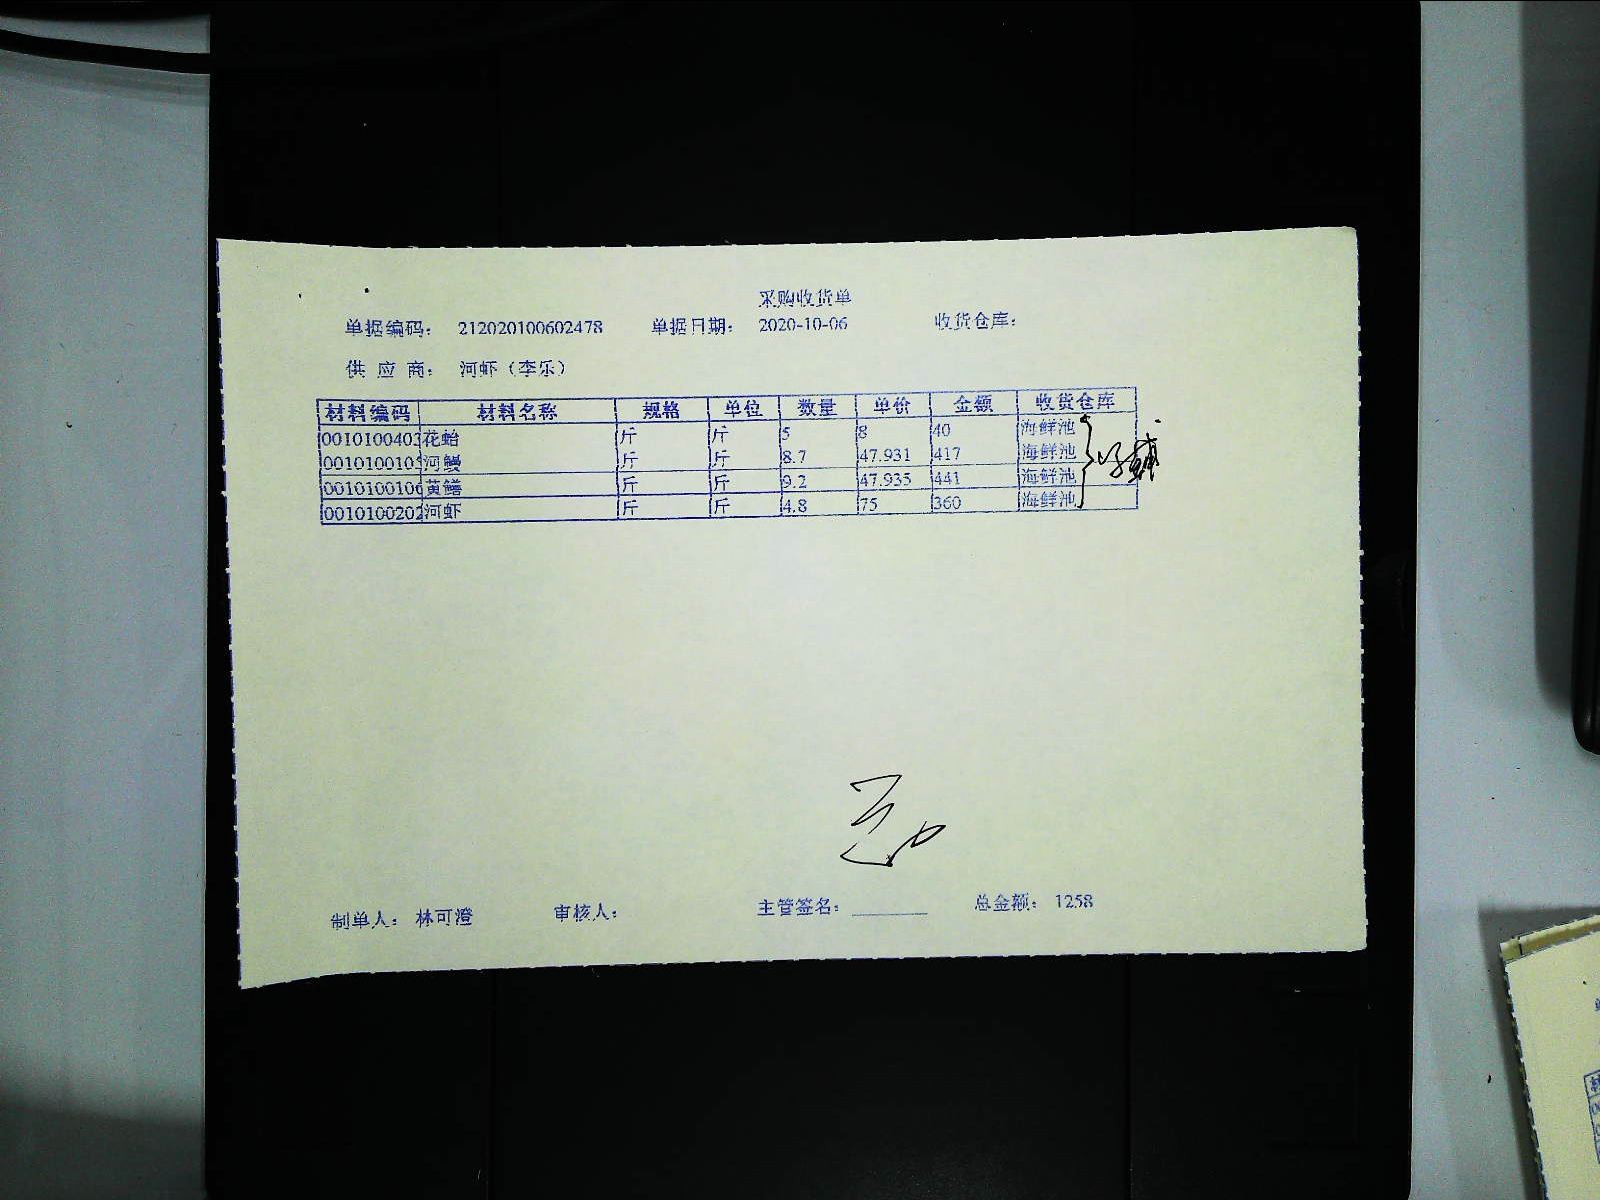 采购收货单
单据编码： 212020100602478 单据日期： 2020-10-06 收货仓库：
供 应 商： 河虾（李乐）
材料编码 材料名称 规格 单位 数量 单价 金额 收货仓库
0010100403 花蛤 斤 斤 5 8 40 海鲜池
001010010 河鳗 斤 斤 8.7 47.931 417 海鲜池
0010100106 黄鳝 斤 斤 9.2 47.935 441 海鲜池
0010100202 河虾 斤 斤 4.8 75 360 海鲜池
制单人： 林可澄 审核人： 主管签名： 总金额： 1258